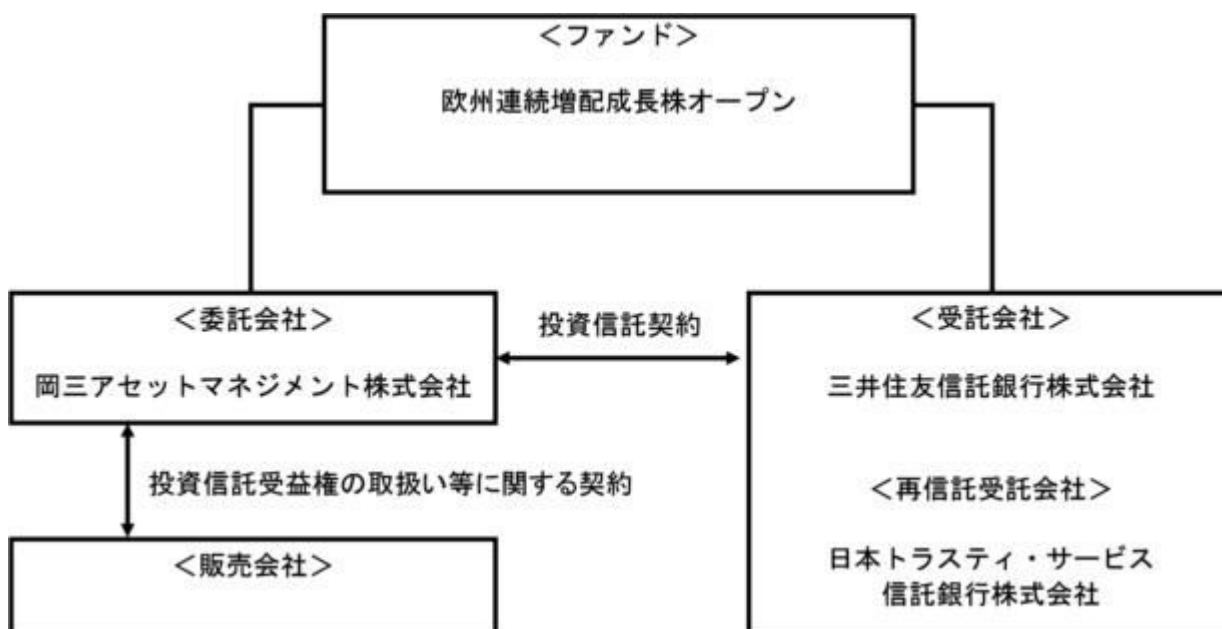 ＜ファンド＞
欧州連続増配成長株オープン
＜委託会社＞
岡三アセットマネジメント株式会社
投資信託契約
＜受託会社＞
三井住友信託銀行株式会社
＜再信託受託会社＞
日本トラスティ・サービス
信託銀行株式会社
投資信託受益権の取扱い等に関する契約
＜販売会社＞